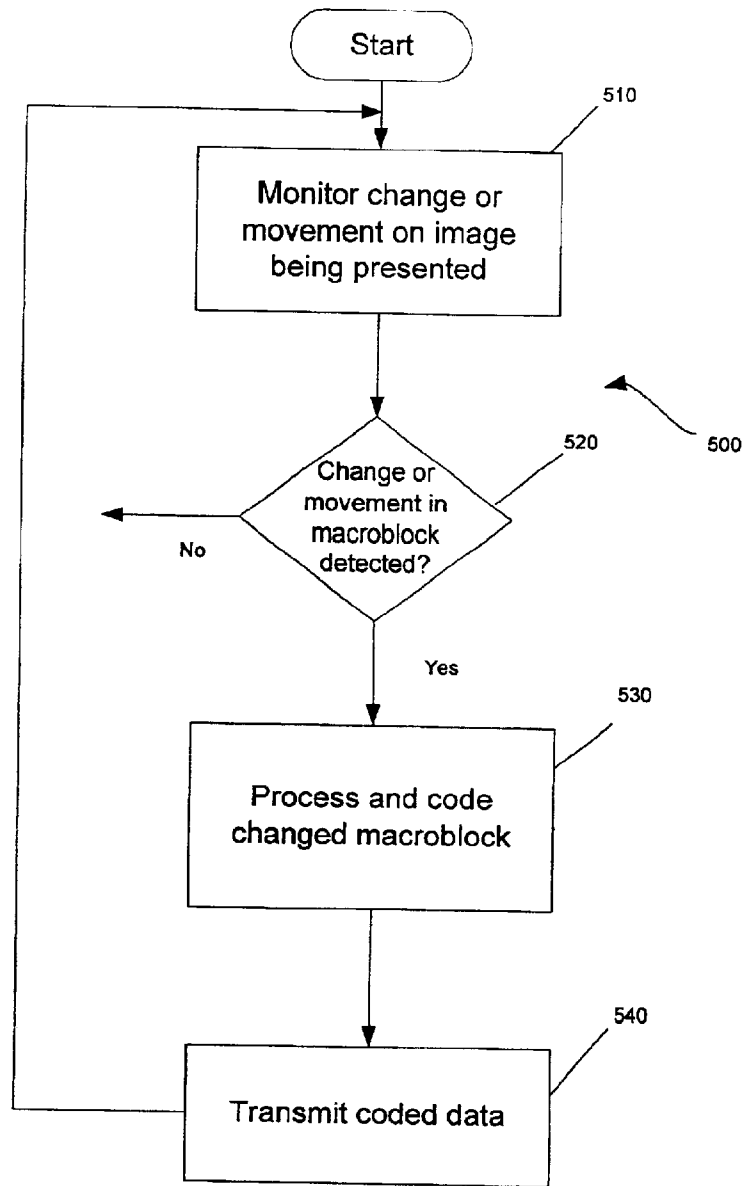 Start
510
Monitor change or
movement on image
being presented
500
520
Change or
movement in
macroblock
detected?
No
Yes
530
Process and code
changed macroblock
540
Transmit coded data